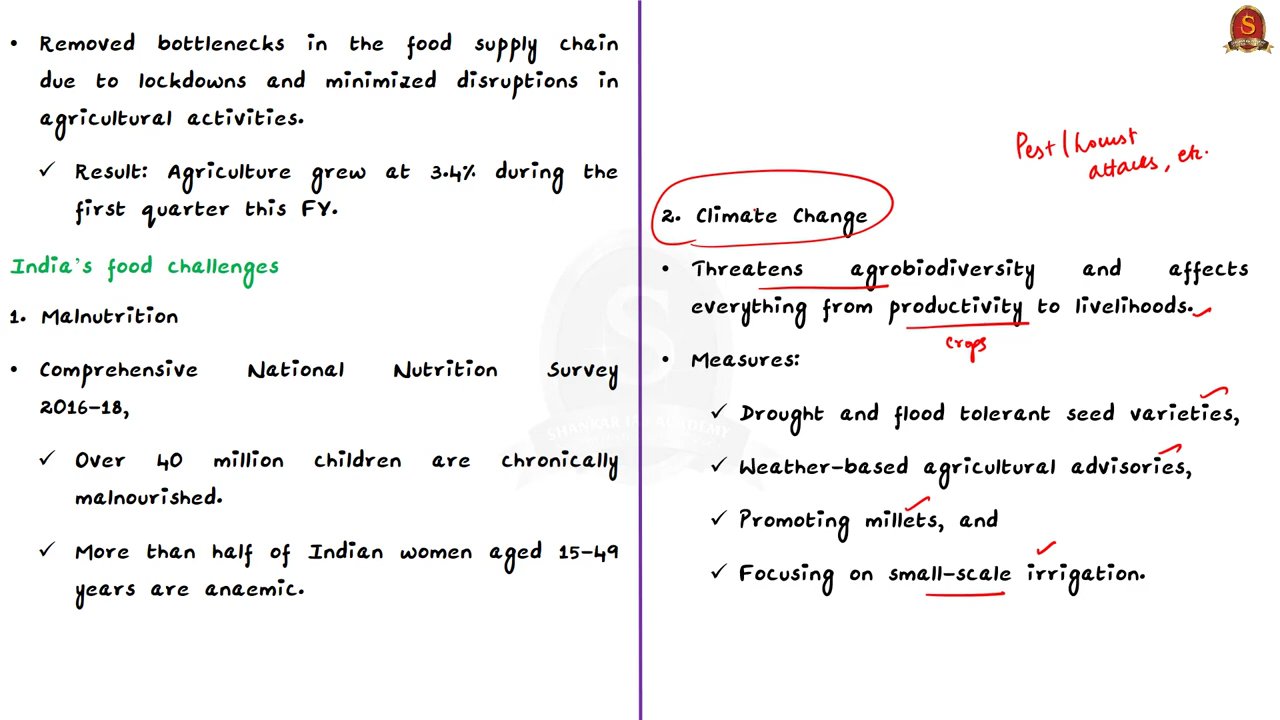 • Removed bottlenecks in the food supply chain
due to lockdowns and minimized disruptions in
agricultural activities.
✓ Result: Agriculture grew at 3.4% during the
first quarter this FY.
India's food challenges
1. Malnutrition
• Comprehensive National Nutrition Survey
2016-18,
✓ Over 40 million children are chronically
malnourished.
✓ More than half of Indian women aged 15-49
years are anaemic.
Pest/locust
attacks, etc.
2. Climate Change
• Threatens agrobiodiversity and affects
everything from productivity to livelihoods.
crops
• Measures:
✓ Drought and flood tolerant seed varieties,
✓ Weather-based agricultural advisories,
✓ Promoting millets, and
✓ Focusing on small-scale irrigation.
S
SHANKAR IAS ACADEMY